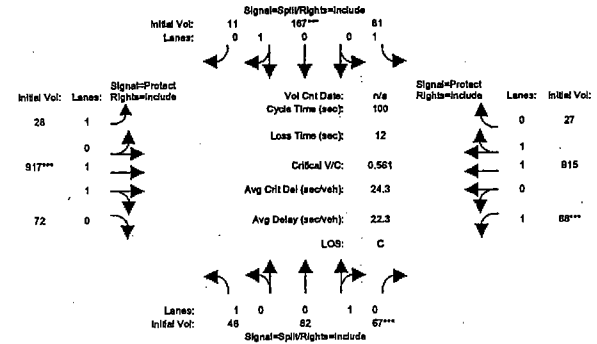 Signal=Split/Rights=Include
Initial Vol: 11 167*** 81
Lanes: 0 1 0 0 1
Signal=Protect
Initial Vol: Lanes: Rights=Include
Vol Cnt Date: n/a
Signal=Protect
Rights=Include Lanes: Initial Vol:
Cycle Time (sec): 100
28 1
0 27
Loss Time (sec): 12
0
1
917*** 1
Critical V/C: 0.561
1 815
1
Avg Crit Del (sec/veh): 24.3
0
72 0
Avg Delay (sec/veh): 22.3
1 68***
LOS: C
Lanes: 1 0 0 1 0
Initial Vol: 46 82 67***
Signal=Split/Rights=Include